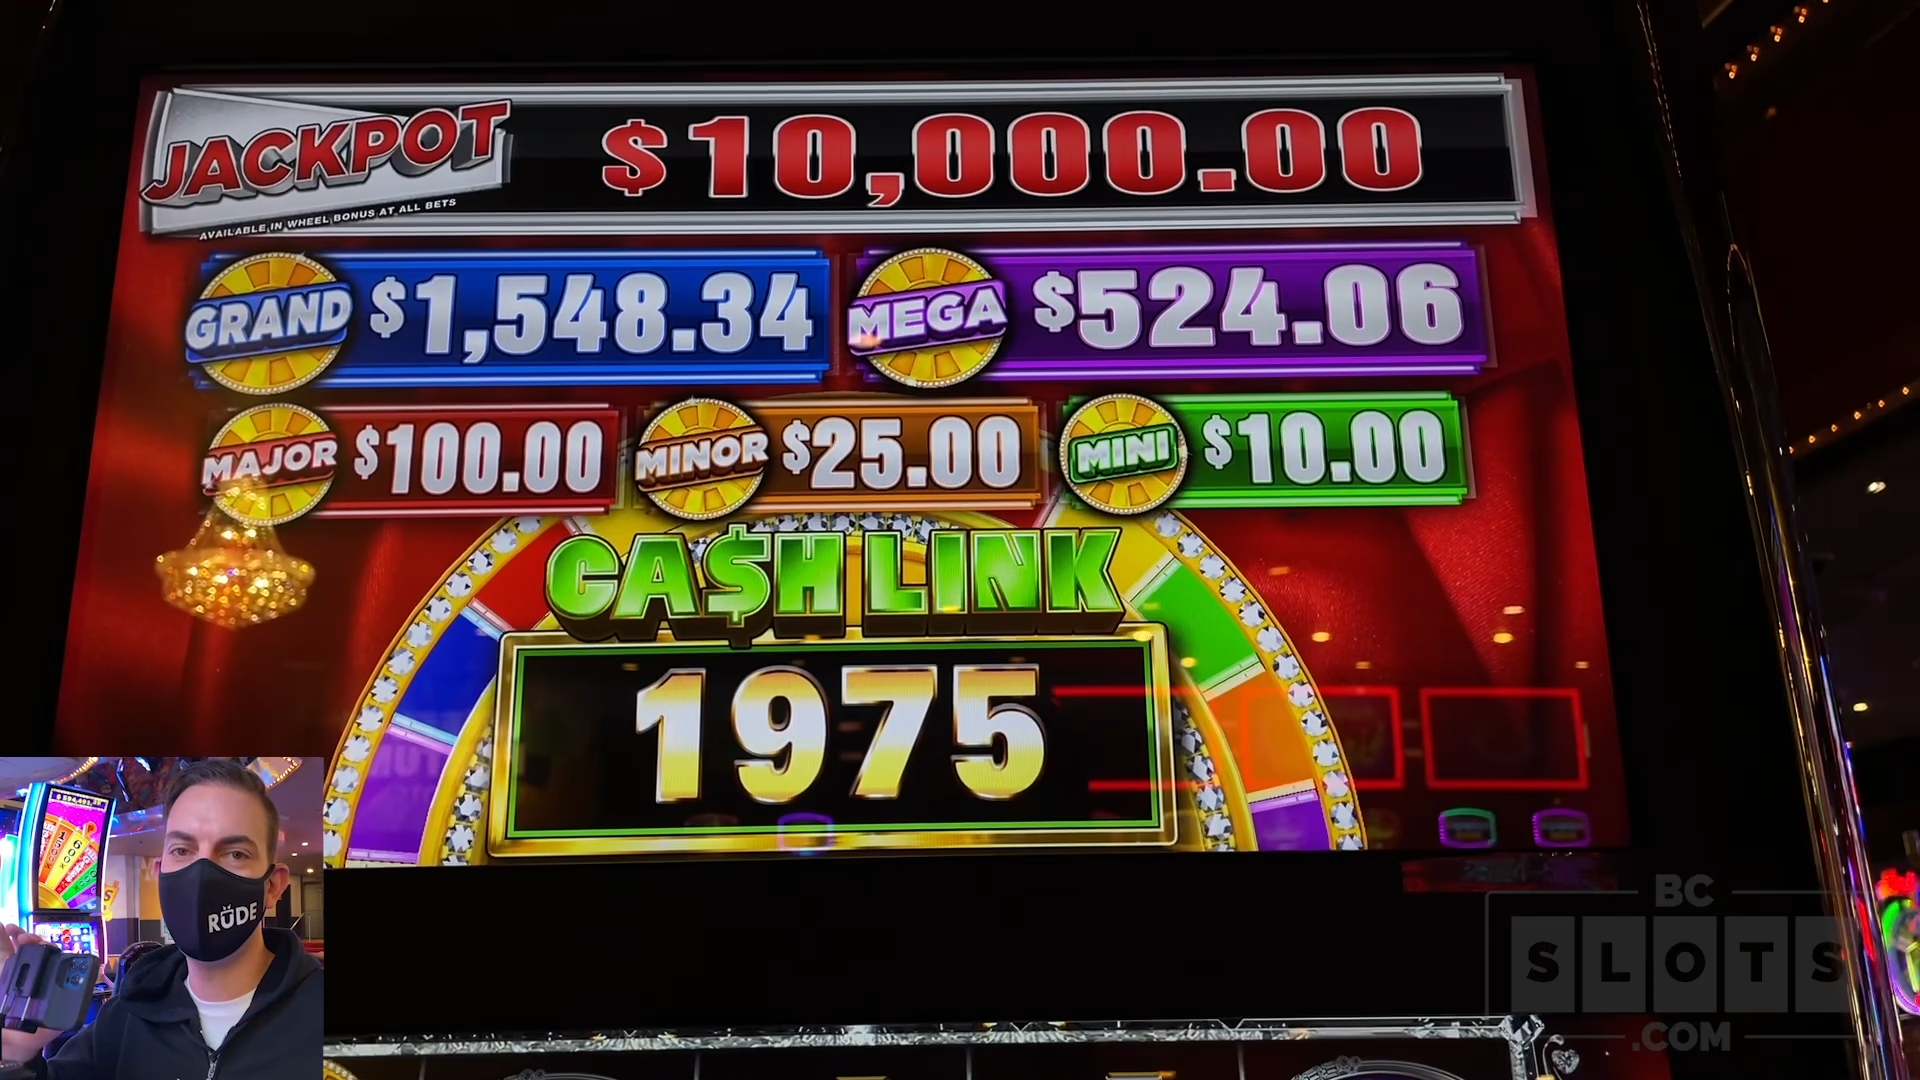 JACKPOT $10,000.00
AVAILABLE IN WHEEL BONUS AT ALL BETS
GRAND $1,548.34 MEGA $524.06
MAJOR $100.00 MINOR $25.00 MINI $10.00
CA$H LINK
1975
RÜDE
BC
SLOTS
.COM